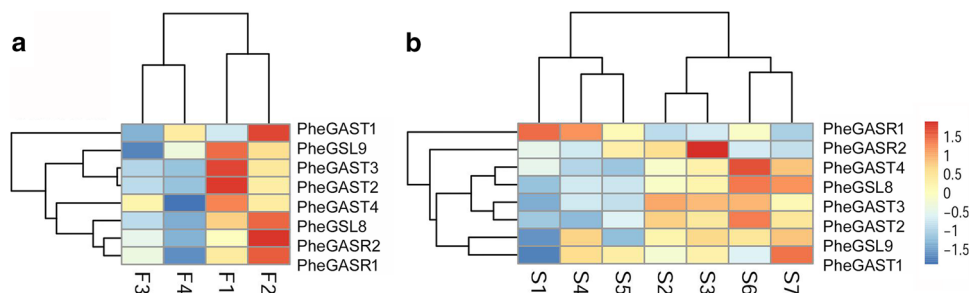 a
PheGAST1
PheGSL9
PheGAST3
PheGAST2
PheGAST4
PheGSL8
PheGASR2
PheGASR1
F3
F4
F1
F2
b
PheGASR1
PheGASR2
PheGAST4
PheGSL8
PheGAST3
PheGAST2
PheGSL9
PheGAST1
S1
S4
S5
S2
S3
S6
S7
1.5
1
0.5
0
−0.5
−1
−1.5